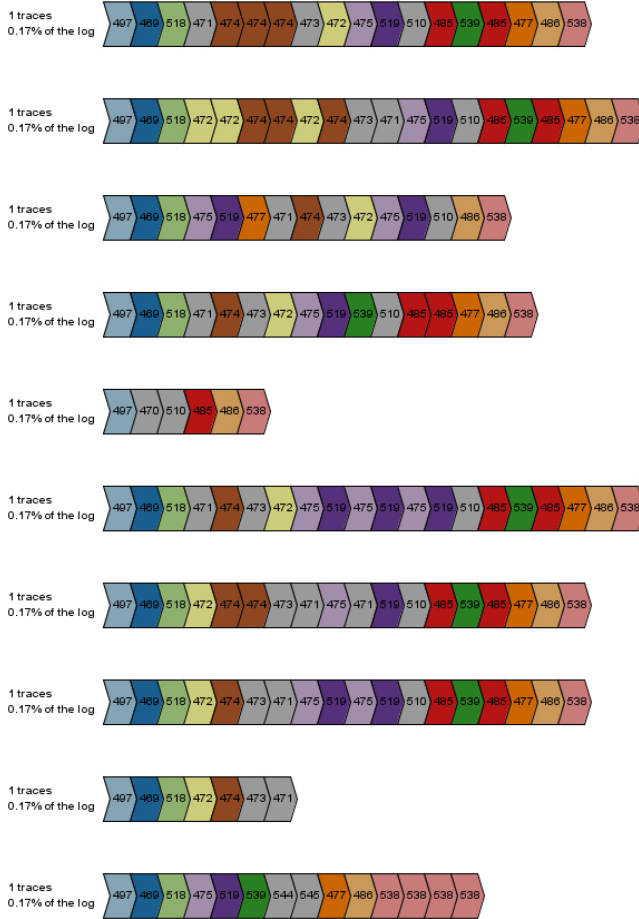 1 traces
0.17% of the log
497 469 518 471 474 474 474 473 472 475 519 510 485 539 485 477 486 538
1 traces
0.17% of the log
497 469 518 472 472 474 474 472 474 473 471 475 519 510 485 539 485 477 486 538
1 traces
0.17% of the log
497 469 518 475 519 477 471 474 473 472 475 519 510 486 538
1 traces
0.17% of the log
497 469 518 471 474 473 472 475 519 539 510 485 485 477 486 538
1 traces
0.17% of the log
497 470 510 485 486 538
1 traces
0.17% of the log
497 469 518 471 474 473 472 475 519 475 519 475 519 510 485 539 485 477 486 538
1 traces
0.17% of the log
497 469 518 472 474 474 473 471 475 471 519 510 485 539 485 477 486 538
1 traces
0.17% of the log
497 469 518 472 474 473 471 475 519 475 519 510 485 539 485 477 486 538
1 traces
0.17% of the log
497 469 518 472 474 473 471
1 traces
0.17% of the log
497 469 518 475 519 539 544 545 477 486 538 538 538 538